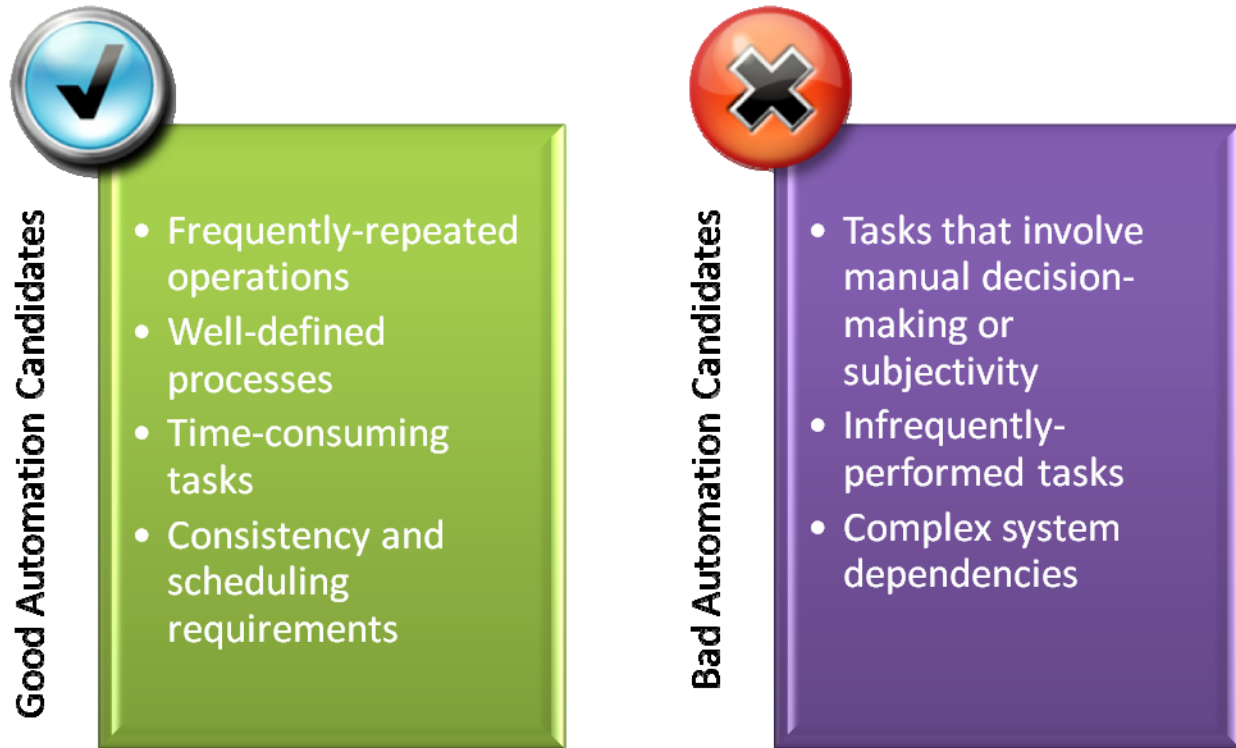 Good Automation Candidates
• Frequently-repeated
operations
• Well-defined
processes
• Time-consuming
tasks
• Consistency and
scheduling
requirements
Bad Automation Candidates
• Tasks that involve
manual decision-
making or
subjectivity
• Infrequently-
performed tasks
• Complex system
dependencies